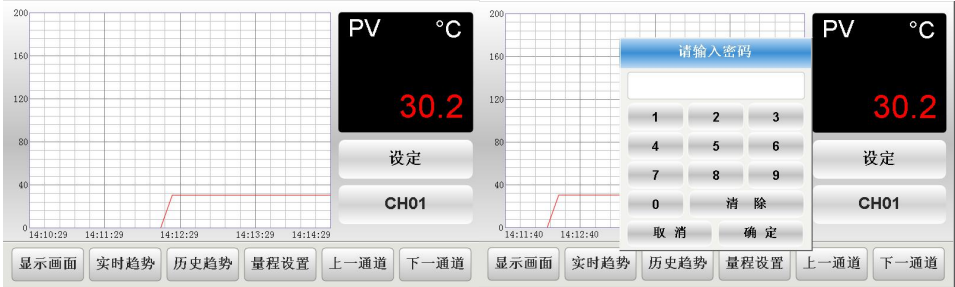 200
160
120
80
40
0
14:10:29 14:11:29 14:12:29 14:13:29 14:14:29
PV °C
30.2
设定
CH01
显示画面 实时趋势 历史趋势 量程设置 上一通道 下一通道
200
160
120
80
40
0
14:11:40 14:12:40
请输入密码
1 2 3
4 5 6
7 8 9
0 清 除
取 消 确 定
PV °C
30.2
设定
CH01
显示画面 实时趋势 历史趋势 量程设置 上一通道 下一通道